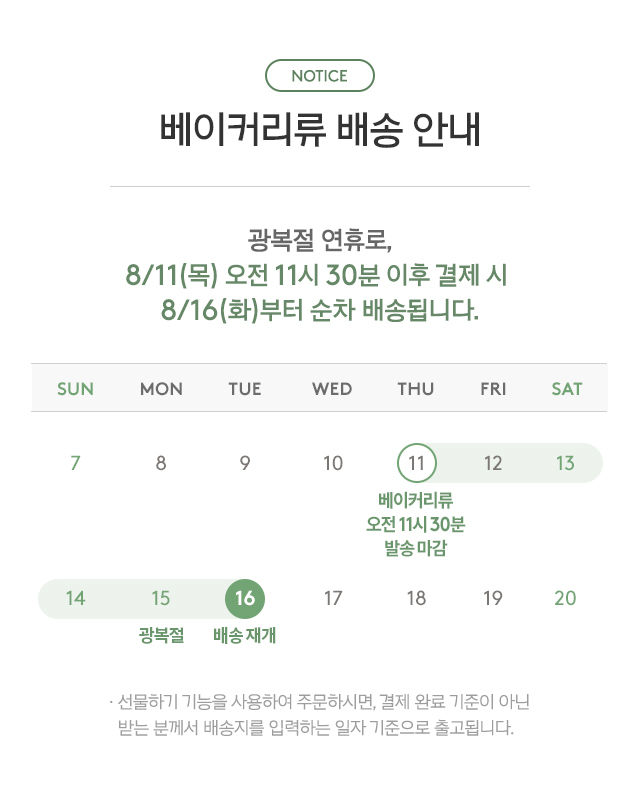 NOTICE
베이커리류 배송 안내
광복절 연휴로,
8/11(목) 오전 11시 30분 이후 결제 시
8/16(화)부터 순차 배송됩니다.
SUN MON TUE WED THU FRI SAT
7 8 9 10 11 12 13
베이커리류
오전 11시 30분
발송 마감
14 15 16 17 18 19 20
광복절 배송 재개
· 선물하기 기능을 사용하여 주문하시면, 결제 완료 기준이 아닌
받는 분께서 배송지를 입력하는 일자 기준으로 출고됩니다.